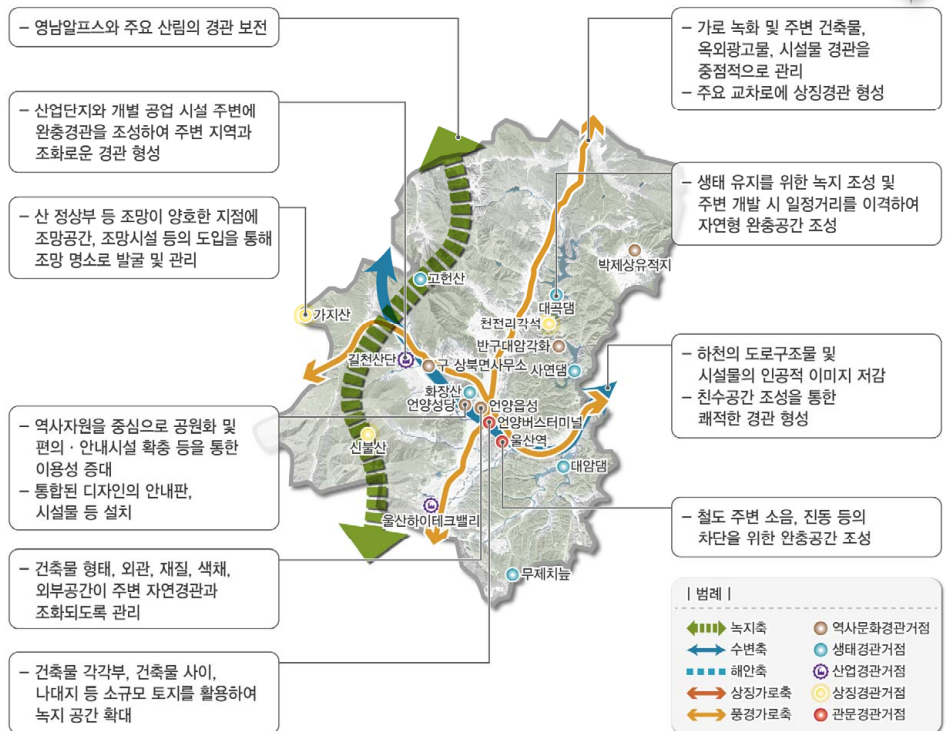 – 영남알프스와 주요 산림의 경관 보전
– 산업단지와 개별 공업 시설 주변에
완충경관을 조성하여 주변 지역과
조화로운 경관 형성
– 산 정상부 등 조망이 양호한 지점에
조망공간, 조망시설 등의 도입을 통해
조망 명소로 발굴 및 관리
– 역사자원을 중심으로 공원화 및
편의 · 안내시설 확충 등을 통한
이용성 증대
– 통합된 디자인의 안내판,
시설물 등 설치
– 건축물 형태, 외관, 재질, 색채,
외부공간이 주변 자연경관과
조화되도록 관리
– 건축물 각각부, 건축물 사이,
나대지 등 소규모 토지를 활용하여
녹지 공간 확대
– 가로 녹화 및 주변 건축물,
옥외광고물, 시설물 경관을
중점적으로 관리
– 주요 교차로에 상징경관 형성
– 생태 유지를 위한 녹지 조성 및
주변 개발 시 일정거리를 이격하여
자연형 완충공간 조성
– 하천의 도로구조물 및
시설물의 인공적 이미지 저감
– 친수공간 조성을 통한
쾌적한 경관 형성
– 철도 주변 소음, 진동 등의
차단을 위한 완충공간 조성
박제상유적지
고헌산
대곡댐
가지산
천전리각석
반구대암각화
길천산단
구 상북면사무소
사연댐
화장산
언양성당
언양읍성
언양버스터미널
울산역
신불산
대암댐
울산하이테크밸리
무제치늪
| 범례 |
녹지축
수변축
해안축
상징가로축
풍경가로축
역사문화경관거점
생태경관거점
산업경관거점
상징경관거점
관문경관거점